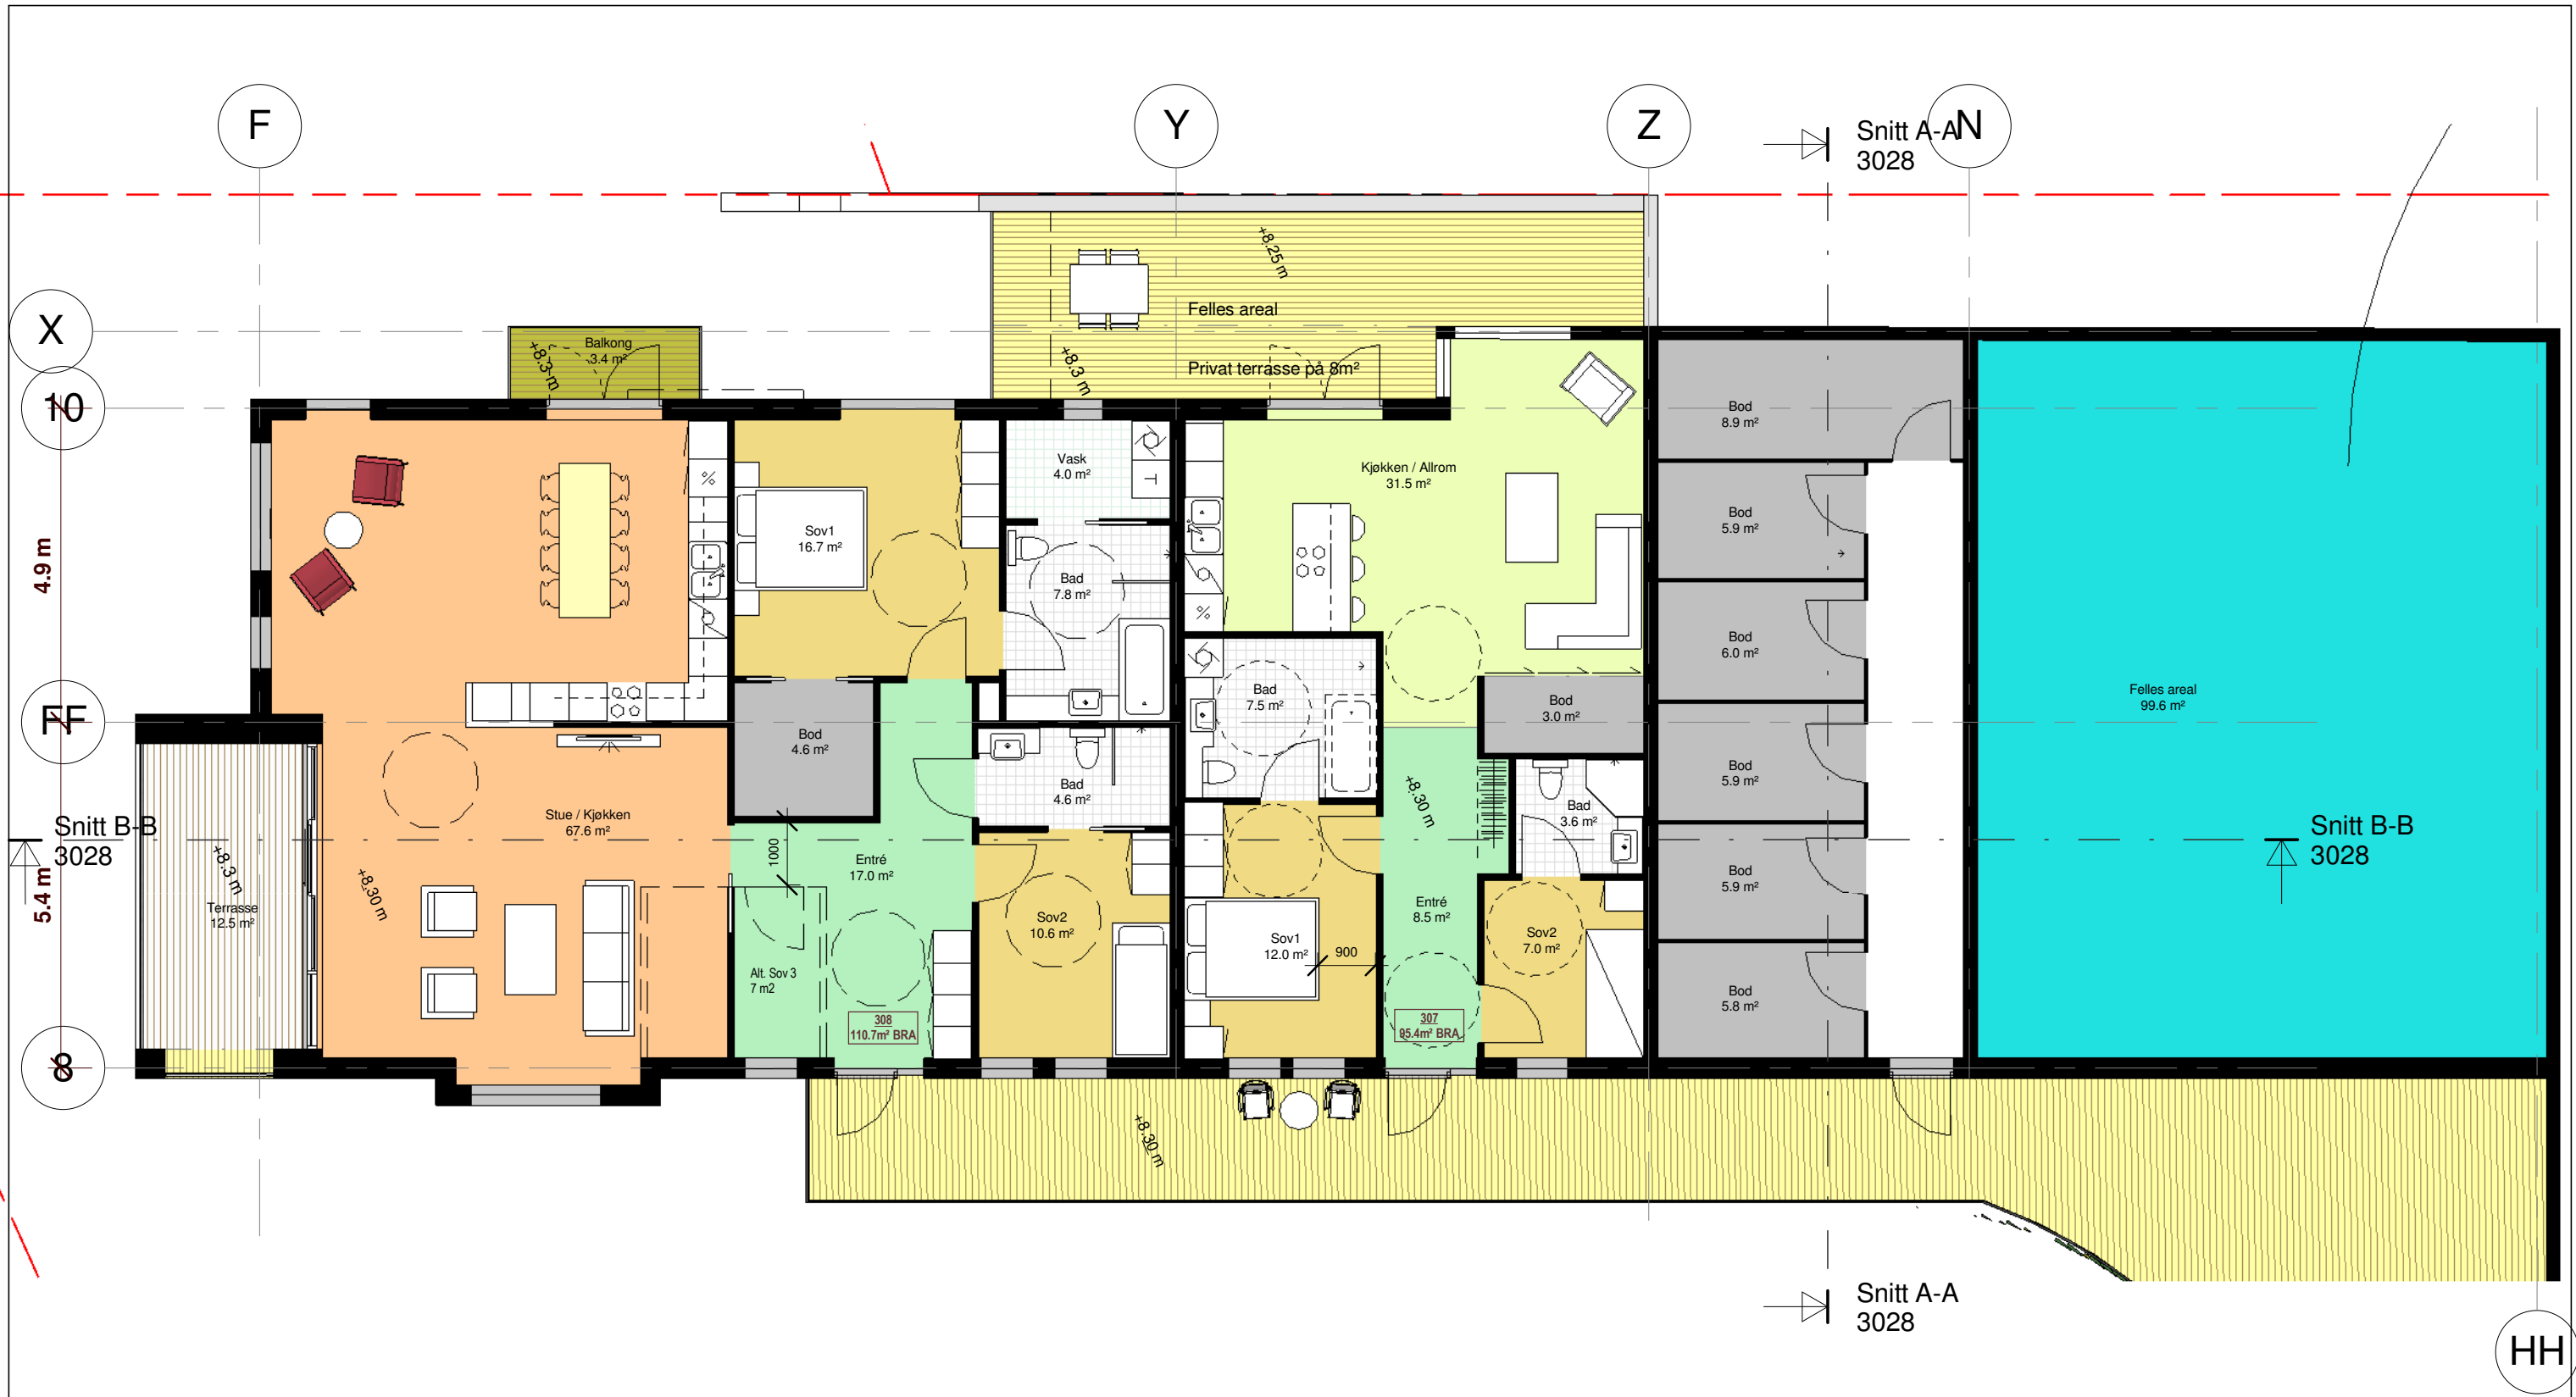 F
Y
Z
N
Snitt A-A
3028
X
10
FF
8
HH
4.9 m
5.4 m
Snitt B-B
3028
Balkong
3.4 m²
+8.3 m
+8.25 m
Felles areal
Privat terrasse på 8m²
+8.3 m
Stue / Kjøkken
67.6 m²
+8.30 m
Terrasse
12.5 m²
+8.3 m
Sov1
16.7 m²
Vask
4.0 m²
Bad
7.8 m²
Bod
4.6 m²
Bad
4.6 m²
1000
Entré
17.0 m²
Alt. Sov 3
7 m2
308
110.7m² BRA
Sov2
10.6 m²
Kjøkken / Allrom
31.5 m²
Bad
7.5 m²
Bod
3.0 m²
+8.30 m
Bad
3.6 m²
Sov1
12.0 m²
900
Entré
8.5 m²
307
95.4m² BRA
Sov2
7.0 m²
Bod
8.9 m²
Bod
5.9 m²
Bod
6.0 m²
Bod
5.9 m²
Bod
5.9 m²
Bod
5.8 m²
Felles areal
99.6 m²
Snitt B-B
3028
+8.30 m
Snitt A-A
3028